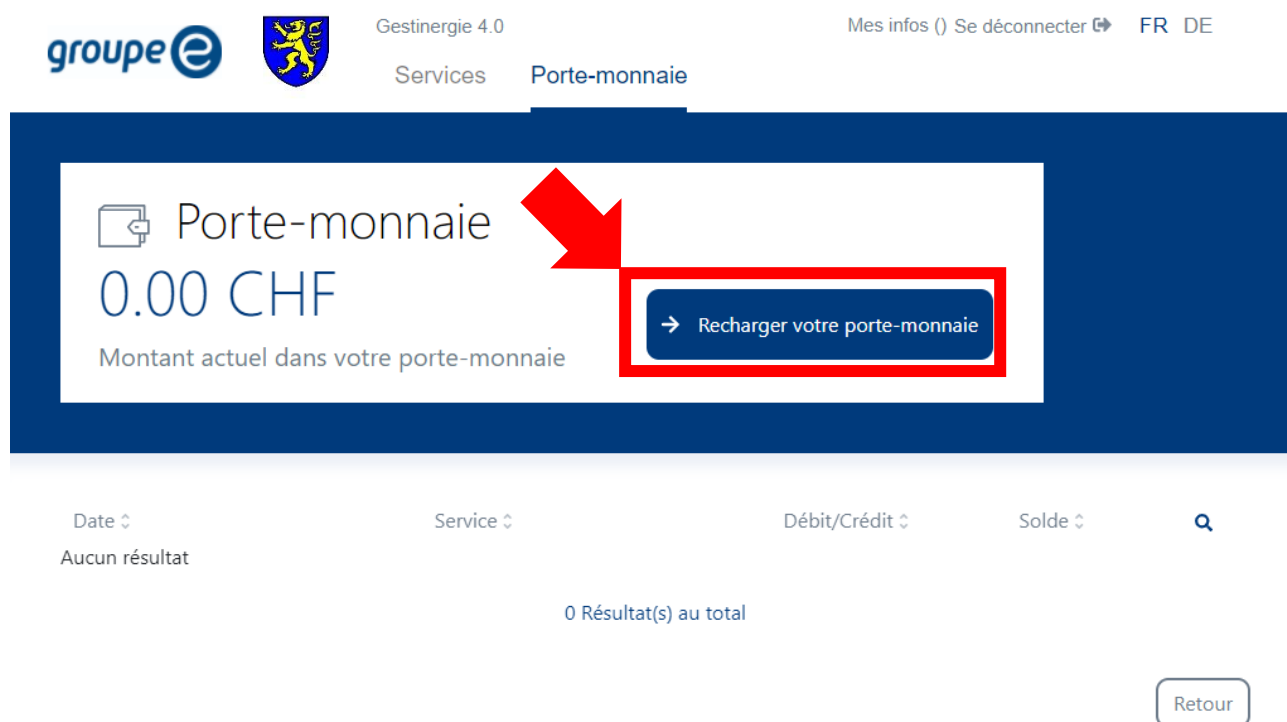 groupe e
Gestinergie 4.0
Mes infos () Se déconnecter
FR DE
Services
Porte-monnaie
Porte-monnaie
0.00 CHF
Montant actuel dans votre porte-monnaie
Recharger votre porte-monnaie
Date
Service
Débit/Crédit
Solde
Aucun résultat
0 Résultat(s) au total
Retour